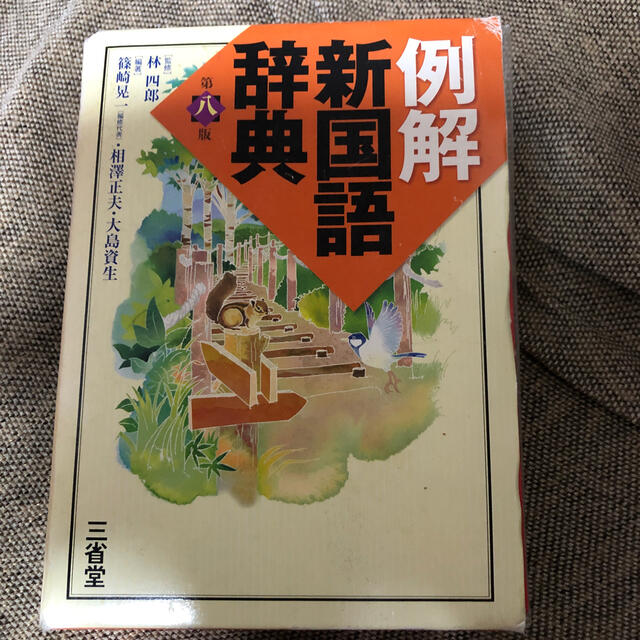 例解
新国語
辞典
第八版
[監修]
林 四郎
[編著]
篠崎晃一[編修代表]・相澤正夫・大島資生
三省堂